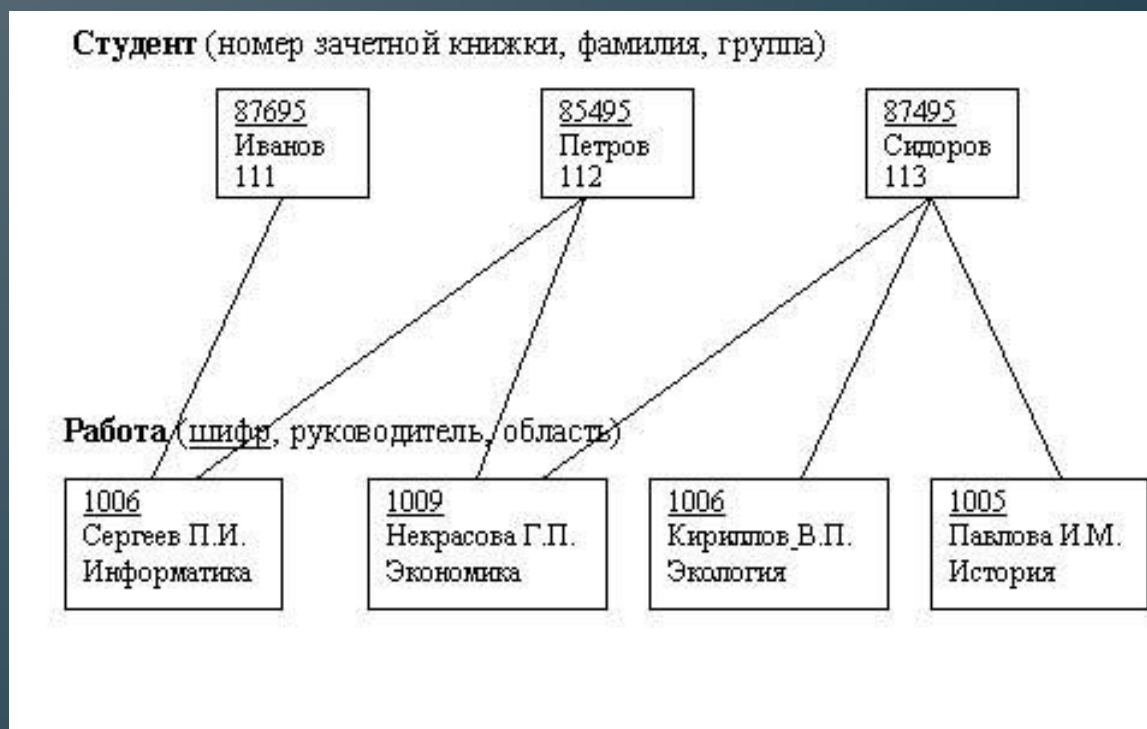 Студент (номер зачетной книжки, фамилия, группа)
87695
Иванов
111
85495
Петров
112
87495
Сидоров
113
Работа (шифр, руководитель, область)
1006
Сергеев П.И.
Информатика
1009
Некрасова Г.П.
Экономика
1006
Кириллов_В.П.
Экология
1005
Павлова И.М.
История